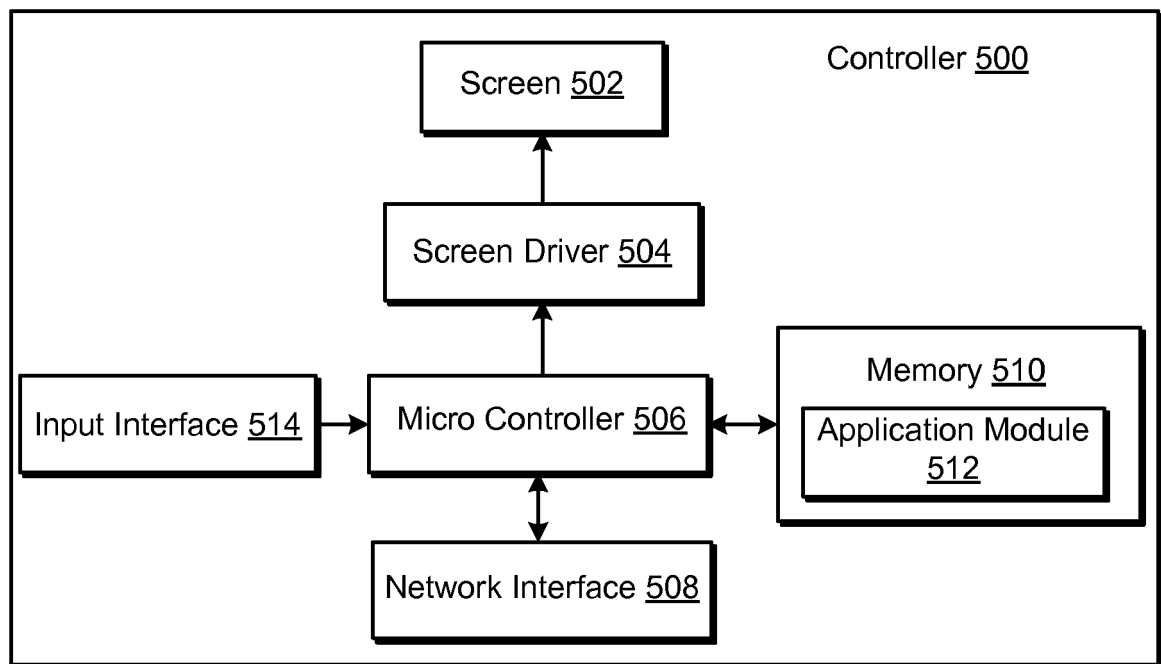 Controller 500
Screen 502
Screen Driver 504
Memory 510
Input Interface 514
Micro Controller 506
Application Module
512
Network Interface 508